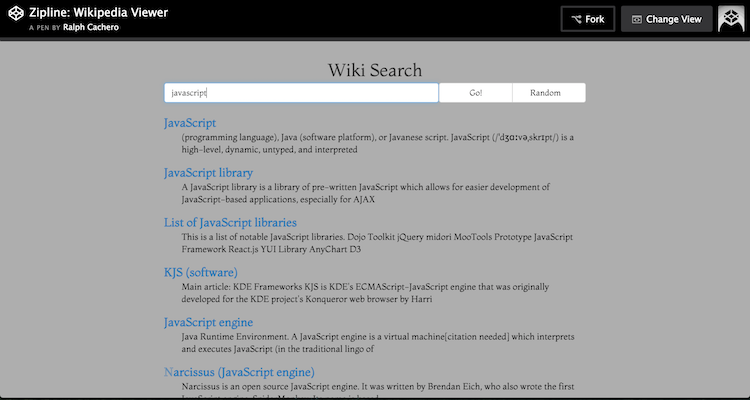 Zipline: Wikipedia Viewer
A PEN BY Ralph Cachero
Fork
Change View
Wiki Search
javascript
Go!
Random
JavaScript
(programming language), Java (software platform), or Javanese script. JavaScript (/ˈdʒɑːvəˌskrɪpt/) is a
high-level, dynamic, untyped, and interpreted
JavaScript library
A JavaScript library is a library of pre-written JavaScript which allows for easier development of
JavaScript-based applications, especially for AJAX
List of JavaScript libraries
This is a list of notable JavaScript libraries. Dojo Toolkit jQuery midori MooTools Prototype JavaScript
Framework React.js YUI Library AnyChart D3
KJS (software)
Main article: KDE Frameworks KJS is KDE's ECMAScript-JavaScript engine that was originally
developed for the KDE project's Konqueror web browser by Harri
JavaScript engine
Java Runtime Environment. A JavaScript engine is a virtual machine[citation needed] which interprets
and executes JavaScript (in the traditional lingo of
Narcissus (JavaScript engine)
Narcissus is an open source JavaScript engine. It was written by Brendan Eich, who also wrote the first